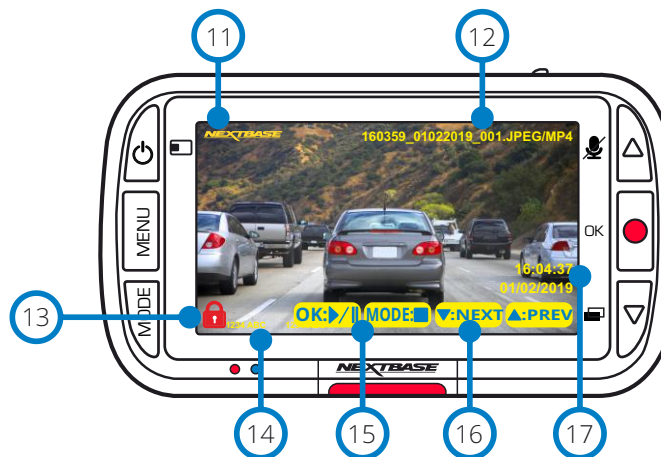 11
12
NEXTBASE
160359_01022019_001.JPEG/MP4
MENU
OK
16:04:37
01/02/2019
MODE
13
OK:▶/II
MODE:■
▼:NEXT
▲:PREV
NEXTBASE
14
15
16
17